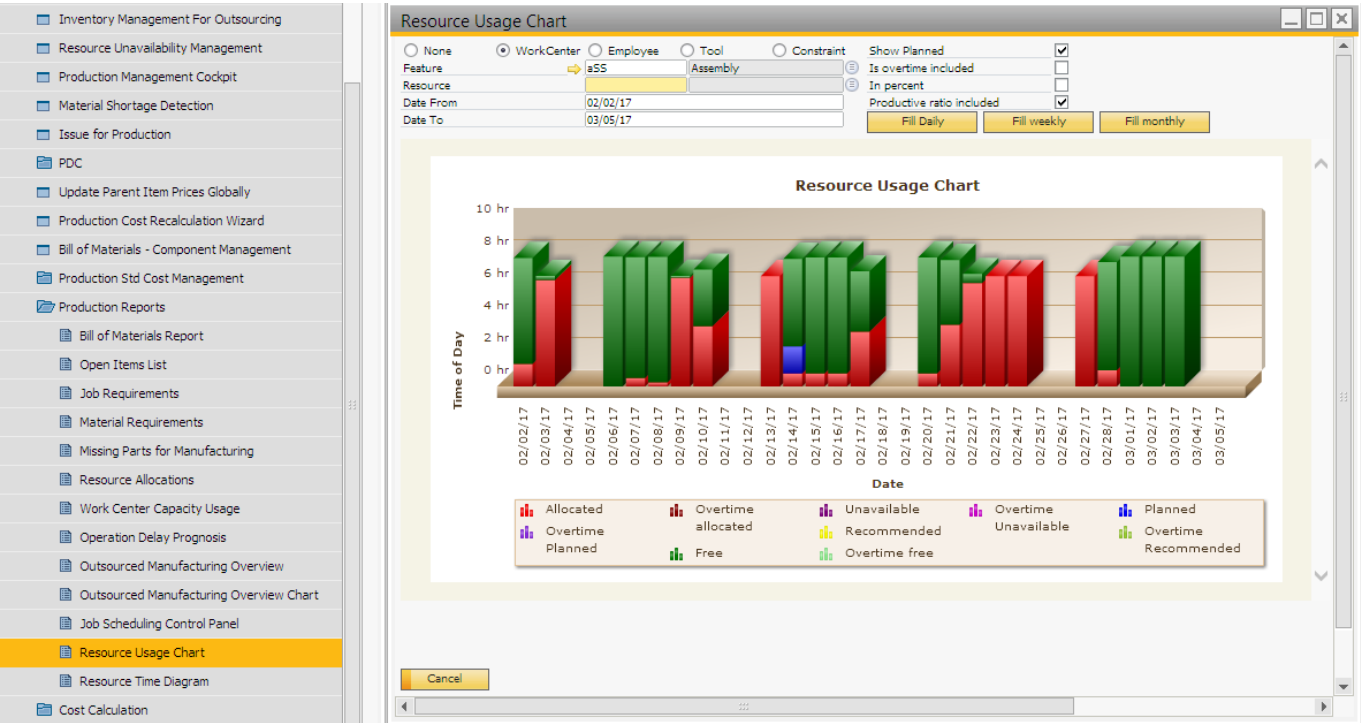 Inventory Management For Outsourcing
Resource Unavailability Management
Production Management Cockpit
Material Shortage Detection
Issue for Production
PDC
Update Parent Item Prices Globally
Production Cost Recalculation Wizard
Bill of Materials - Component Management
Production Std Cost Management
Production Reports
Bill of Materials Report
Open Items List
Job Requirements
Material Requirements
Missing Parts for Manufacturing
Resource Allocations
Work Center Capacity Usage
Operation Delay Prognosis
Outsourced Manufacturing Overview
Outsourced Manufacturing Overview Chart
Job Scheduling Control Panel
Resource Usage Chart
Resource Time Diagram
Cost Calculation
Resource Usage Chart
None WorkCenter Employee Tool Constraint Show Planned
Feature aSS Assembly Is overtime included
Resource In percent
Date From 02/02/17 Productive ratio included
Date To 03/05/17 Fill Daily Fill weekly Fill monthly
Resource Usage Chart
10 hr
8 hr
6 hr
4 hr
2 hr
0 hr
Time of Day
02/02/17
02/03/17
02/04/17
02/05/17
02/06/17
02/07/17
02/08/17
02/09/17
02/10/17
02/11/17
02/12/17
02/13/17
02/14/17
02/15/17
02/16/17
02/17/17
02/18/17
02/19/17
02/20/17
02/21/17
02/22/17
02/23/17
02/24/17
02/25/17
02/26/17
02/27/17
02/28/17
03/01/17
03/02/17
03/03/17
03/04/17
03/05/17
Date
Allocated
Overtime allocated
Unavailable
Overtime Unavailable
Planned
Overtime Planned
Free
Recommended
Overtime free
Overtime Recommended
Cancel